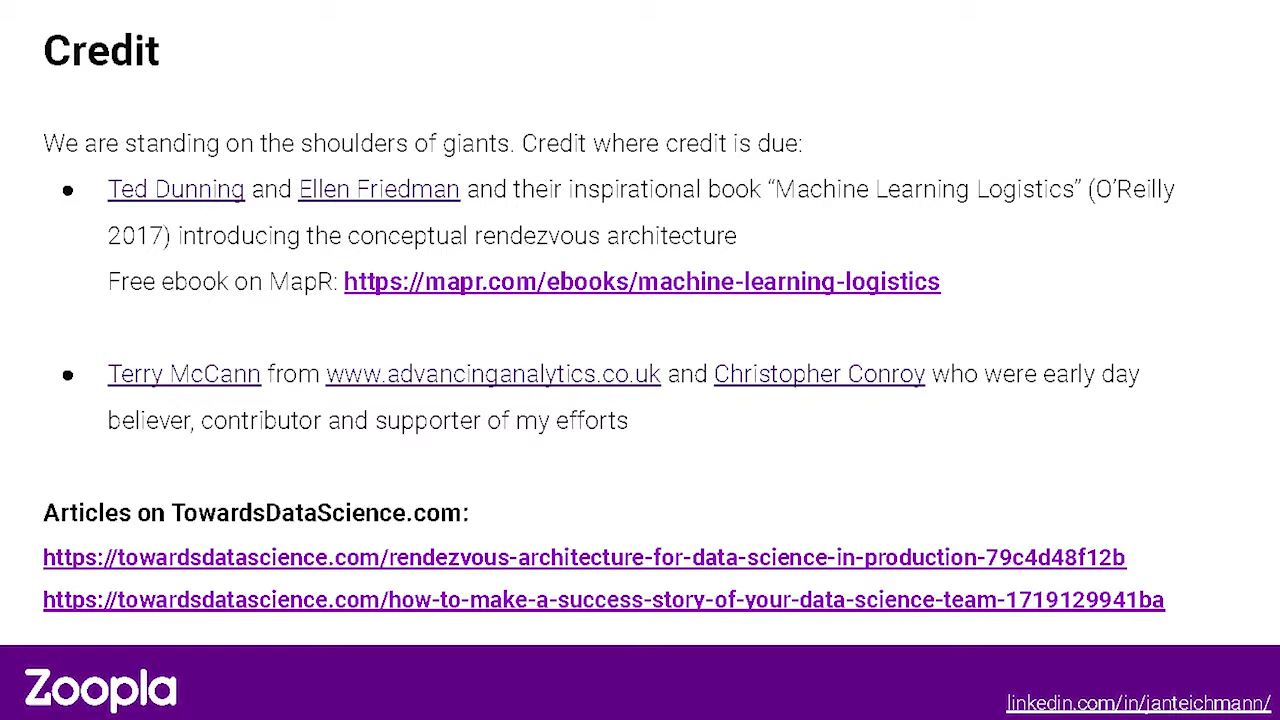 Credit
We are standing on the shoulders of giants. Credit where credit is due:
● Ted Dunning and Ellen Friedman and their inspirational book “Machine Learning Logistics” (O’Reilly
2017) introducing the conceptual rendezvous architecture
Free ebook on MapR: https://mapr.com/ebooks/machine-learning-logistics
● Terry McCann from www.advancinganalytics.co.uk and Christopher Conroy who were early day
believer, contributor and supporter of my efforts
Articles on TowardsDataScience.com:
https://towardsdatascience.com/rendezvous-architecture-for-data-science-in-production-79c4d48f12b
https://towardsdatascience.com/how-to-make-a-success-story-of-your-data-science-team-1719129941ba
Zoopla
linkedin.com/in/janteichmann/